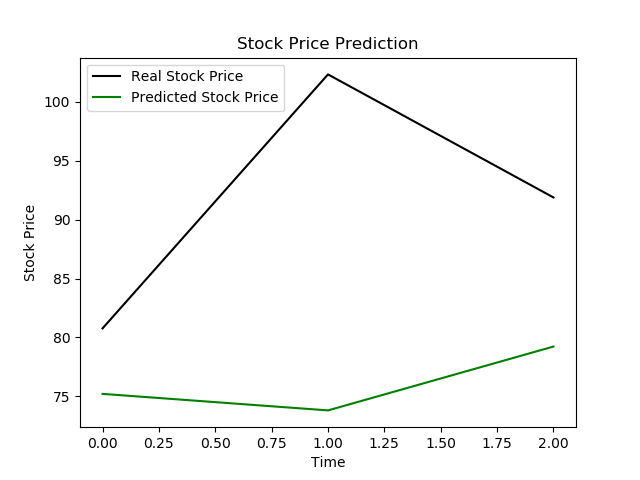 Stock Price Prediction
Real Stock Price
Predicted Stock Price
Stock Price
100
95
90
85
80
75
0.00 0.25 0.50 0.75 1.00 1.25 1.50 1.75 2.00
Time